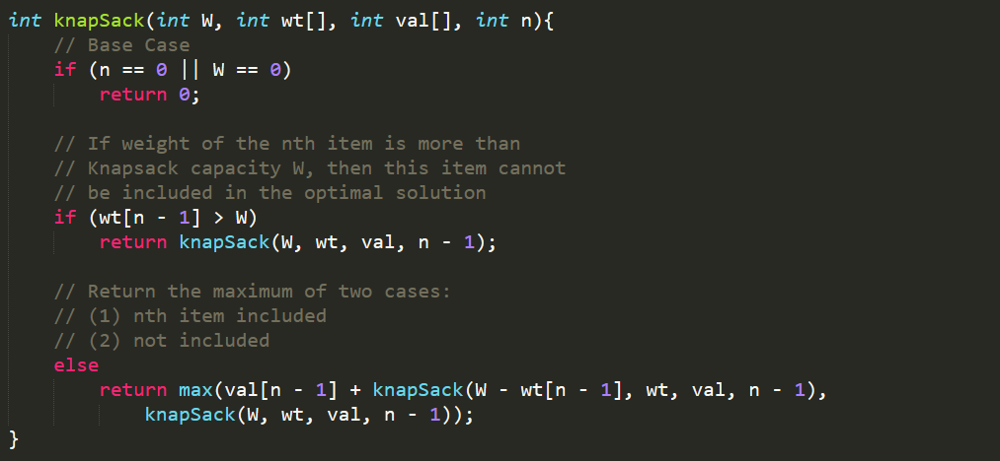 int knapSack(int W, int wt[], int val[], int n){
    // Base Case
    if (n == 0 || W == 0)
        return 0;

    // If weight of the nth item is more than
    // Knapsack capacity W, then this item cannot
    // be included in the optimal solution
    if (wt[n - 1] > W)
        return knapSack(W, wt, val, n - 1);

    // Return the maximum of two cases:
    // (1) nth item included
    // (2) not included
    else
        return max(val[n - 1] + knapSack(W - wt[n - 1], wt, val, n - 1),
            knapSack(W, wt, val, n - 1));
}